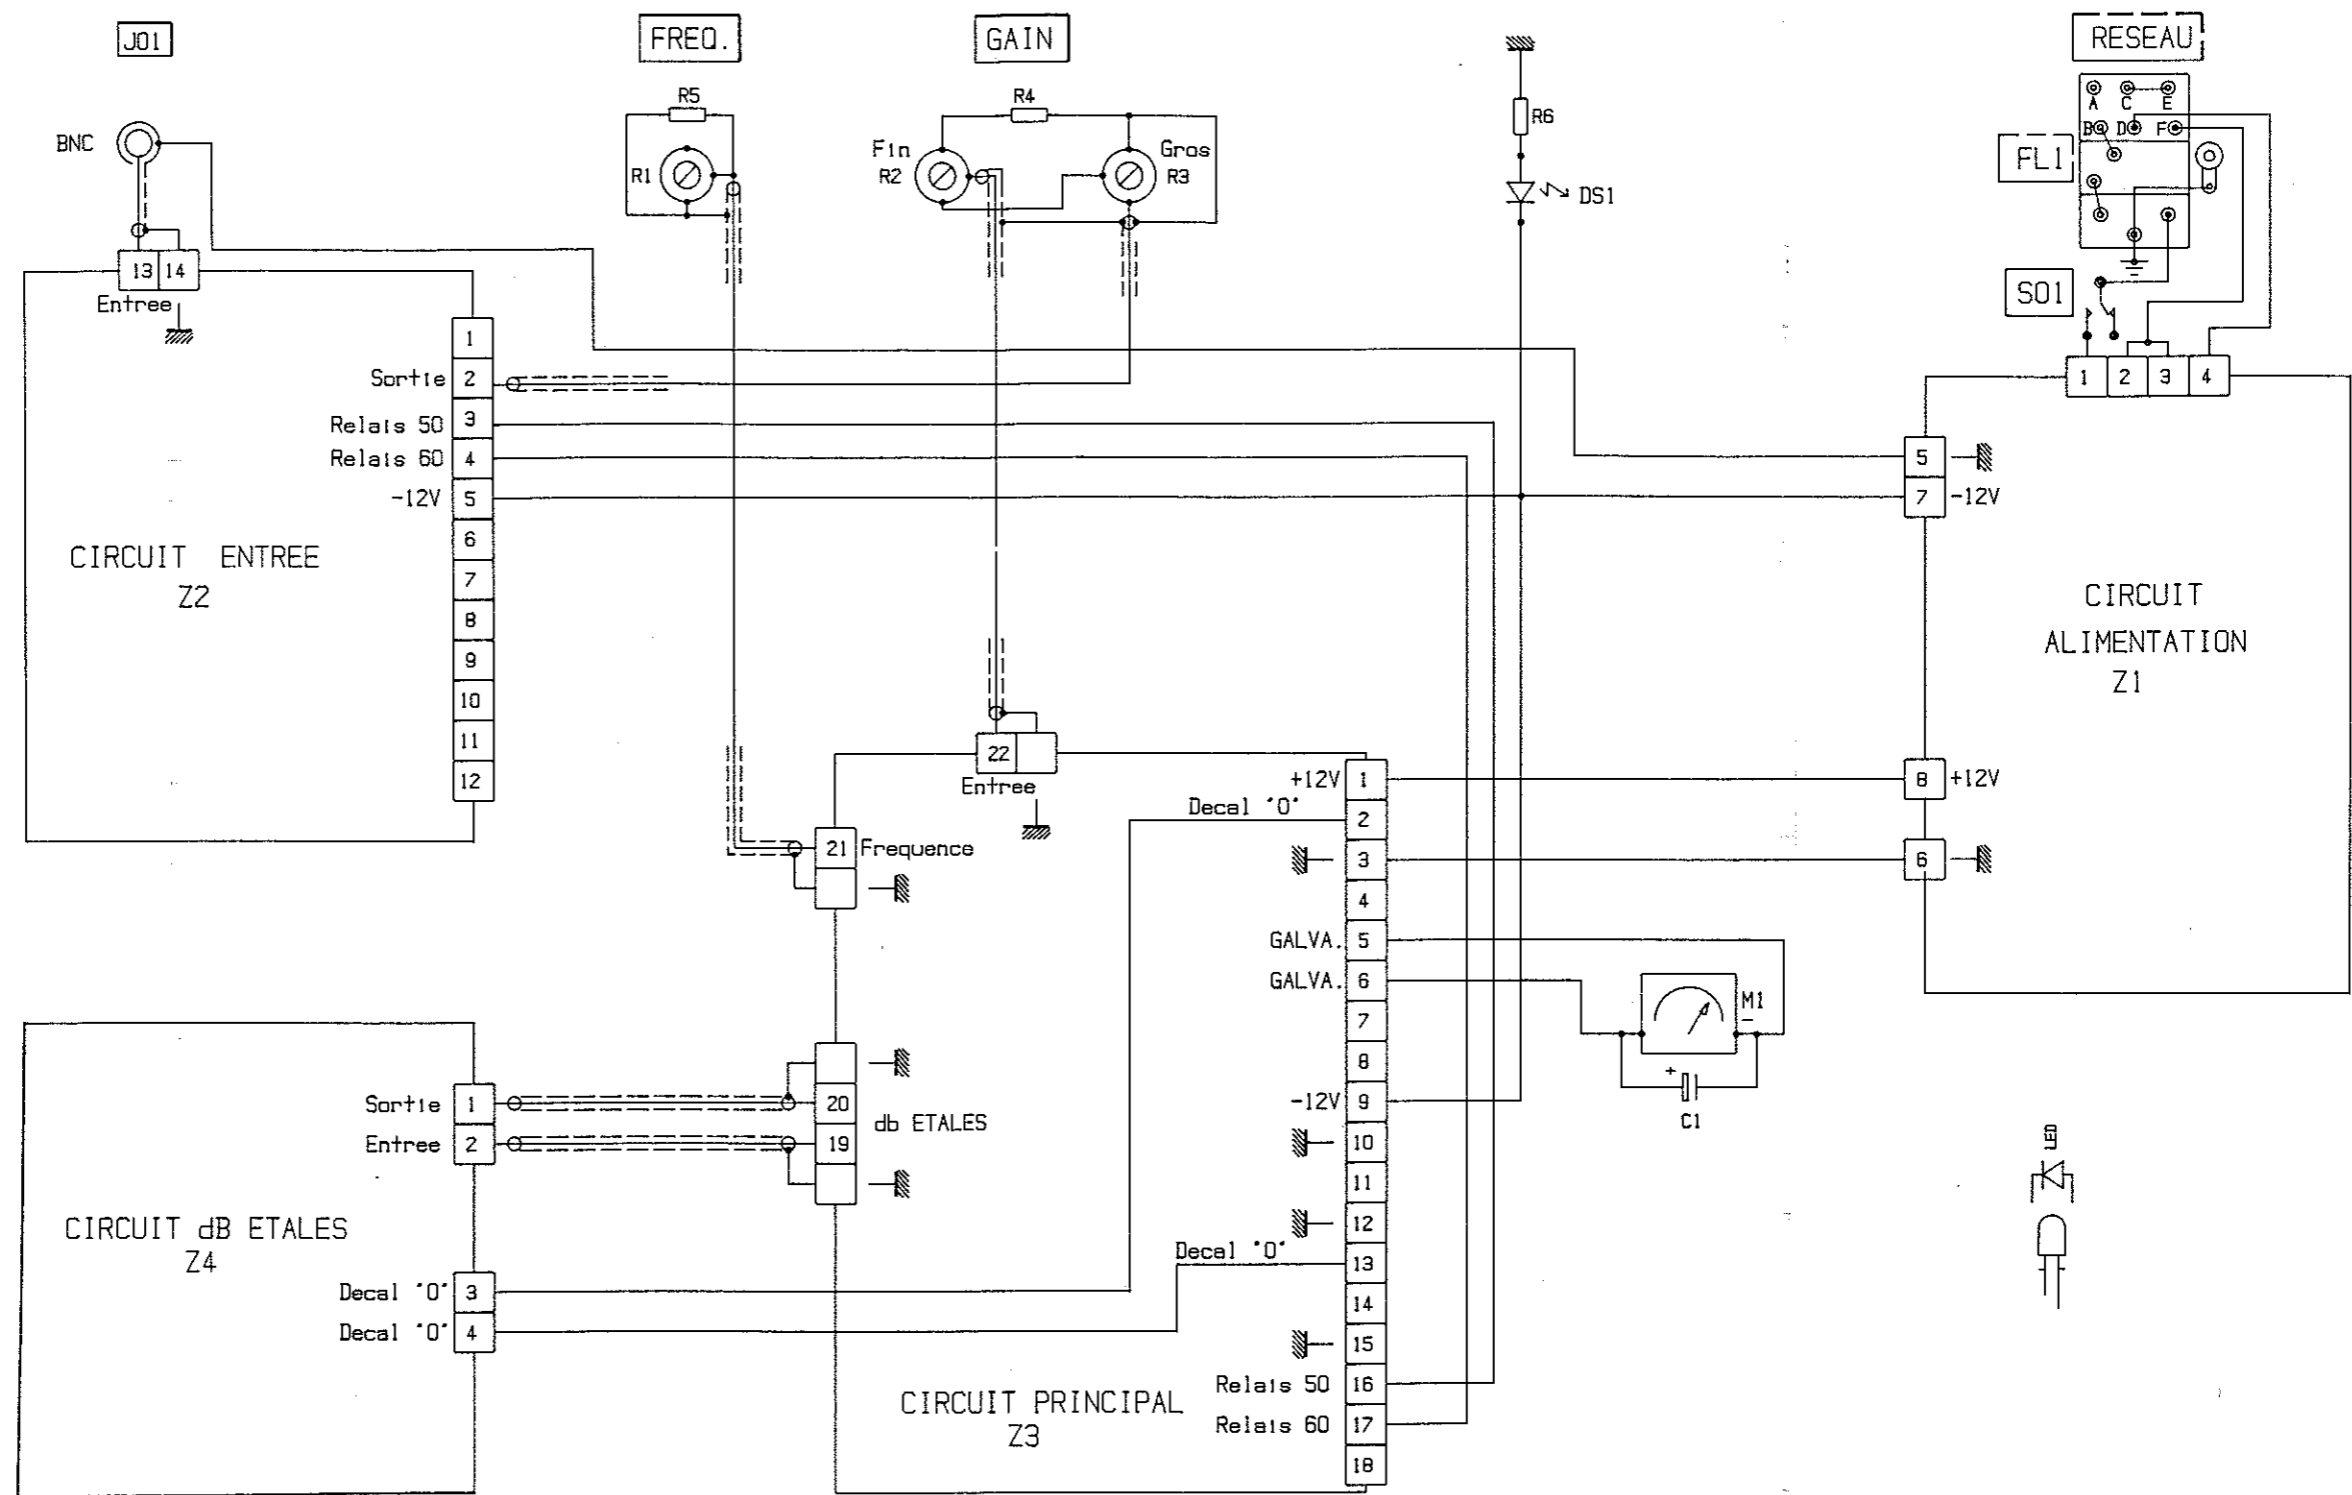 J01
FREQ.
GAIN
RESEAU
BNC
R5
R1
R4
Fin
R2
Gros
R3
R6
DS1
A C E
B D F
FL1
S01
13 14
Entree
1
Sortie 2
Relais 50 3
Relais 60 4
-12V 5
6
7
8
9
10
11
12
CIRCUIT ENTREE
Z2
1 2 3 4
5
7 -12V
CIRCUIT
ALIMENTATION
Z1
8 +12V
6
22
Entree
21 Frequence
+12V 1
Decal '0' 2
3
4
GALVA. 5
GALVA. 6
7
8
-12V 9
10
11
12
Decal '0' 13
14
15
Relais 50 16
Relais 60 17
18
M1
-
+
C1
20
db ETALES
19
CIRCUIT PRINCIPAL
Z3
Sortie 1
Entree 2
CIRCUIT dB ETALES
Z4
Decal '0' 3
Decal '0' 4
LED